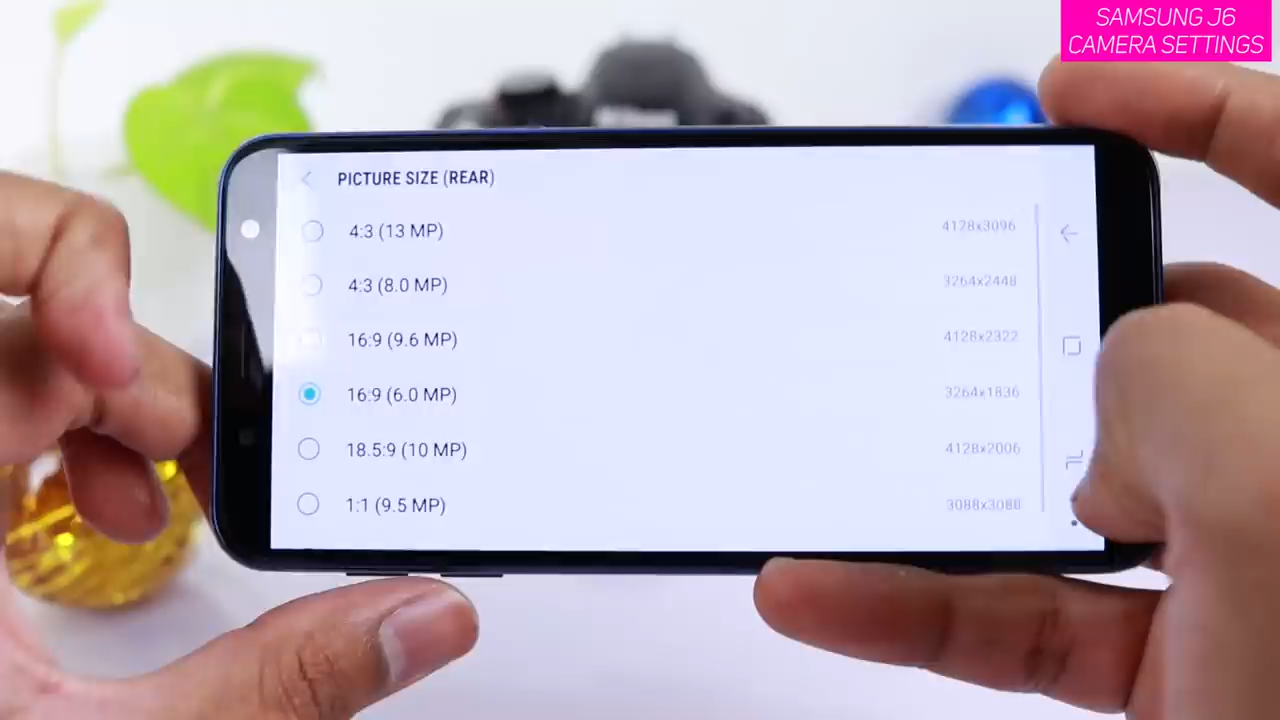 SAMSUNG J6
CAMERA SETTINGS
PICTURE SIZE (REAR)
4:3 (13 MP) 4128x3096
4:3 (8.0 MP) 3264x2448
16:9 (9.6 MP) 4128x2322
16:9 (6.0 MP) 3264x1836
18.5:9 (10 MP) 4128x2006
1:1 (9.5 MP) 3088x3088